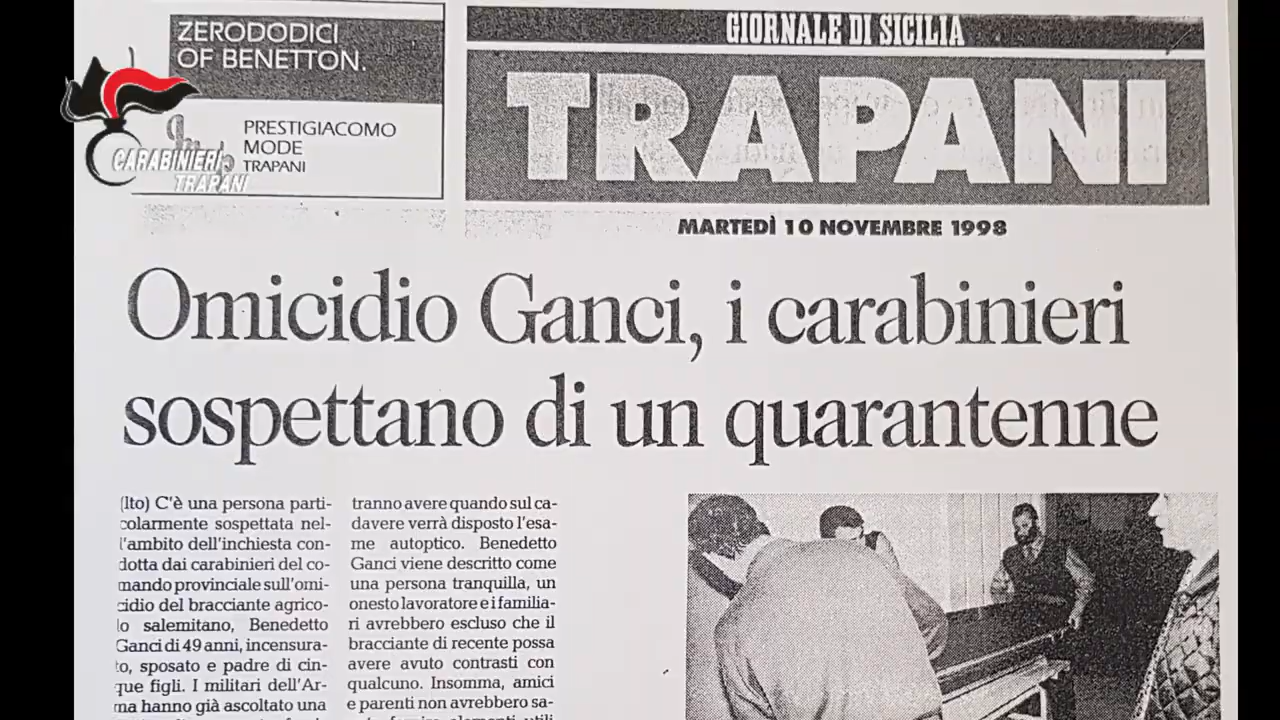 ZERODODICI
OF BENETTON.
PRESTIGIACOMO
MODE
TRAPANI
CARABINIERI
TRAPANI
GIORNALE DI SICILIA
TRAPANI
MARTEDÌ 10 NOVEMBRE 1998
Omicidio Ganci, i carabinieri
sospettano di un quarantenne
(lto) C'è una persona parti-
colarmente sospettata nel-
l'ambito dell'inchiesta con-
dotta dai carabinieri del co-
mando provinciale sull'omi-
cidio del bracciante agrico-
lo salemitano, Benedetto
Ganci di 49 anni, incensura-
to, sposato e padre di cin-
que figli. I militari dell'Ar-
ma hanno già ascoltato una
tranno avere quando sul ca-
davere verrà disposto l'esa-
me autoptico. Benedetto
Ganci viene descritto come
una persona tranquilla, un
onesto lavoratore e i familia-
ri avrebbero escluso che il
bracciante di recente possa
avere avuto contrasti con
qualcuno. Insomma, amici
e parenti non avrebbero sa-